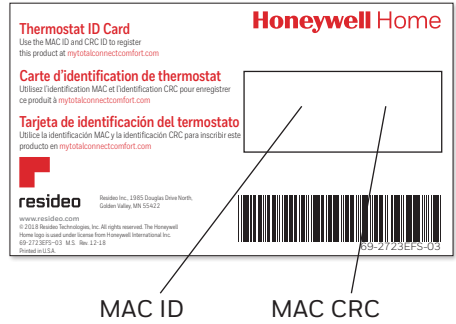 Thermostat ID Card
Use the MAC ID and CRC ID to register
this product at mytotalconnectcomfort.com
Honeywell Home
Carte d'identification de thermostat
Utilisez l'identification MAC et l'identification CRC pour enregistrer
ce produit à mytotalconnectcomfort.com
Tarjeta de identificación del termostato
Utilice la identificación MAC y la identificación CRC para inscribir este
producto en mytotalconnectcomfort.com
resideo
Resideo Inc., 1985 Douglas Drive North,
Golden Valley, MN 55422
www.resideo.com
© 2018 Resideo Technologies, Inc. All rights reserved. The Honeywell
Home logo is used under license from Honeywell International Inc.
69-2723EFS-03 M.S. Rev. 12-18
Printed in U.S.A.
69-2723EFS-03
MAC ID
MAC CRC